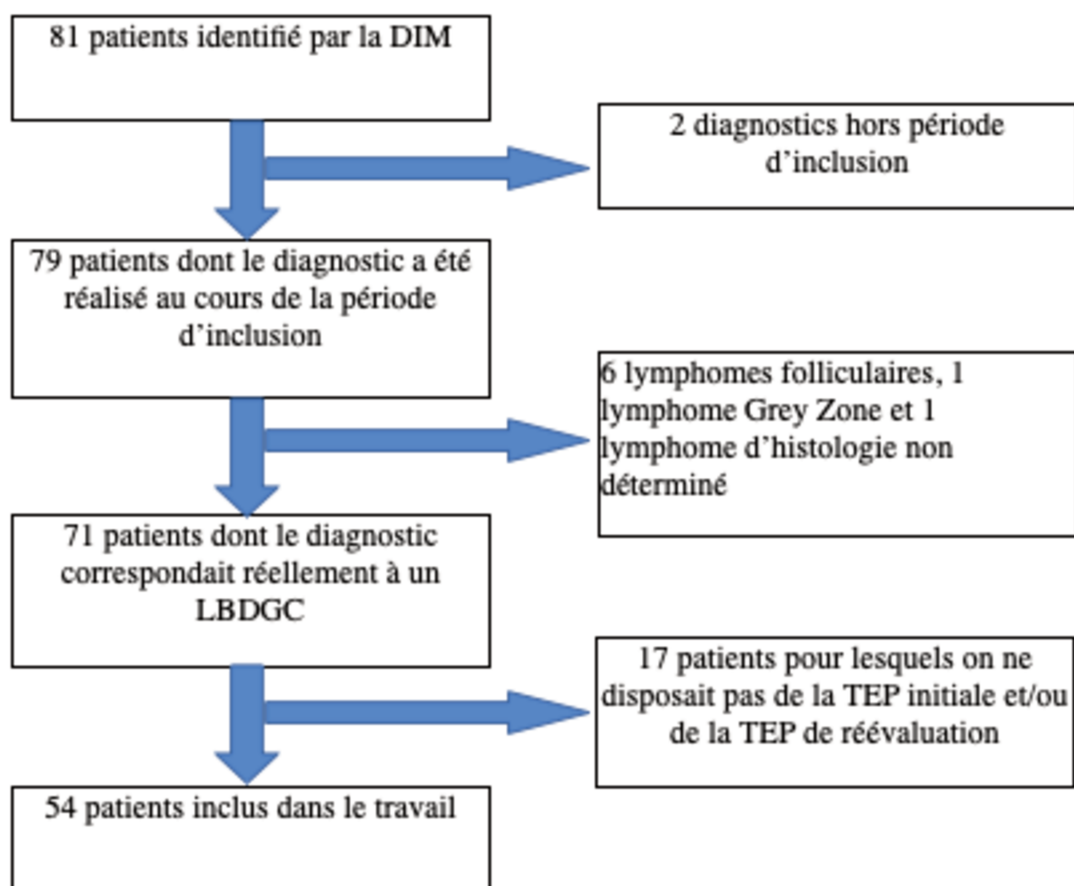 81 patients identifié par la DIM
2 diagnostics hors période
d’inclusion
79 patients dont le diagnostic a été
réalisé au cours de la période
d’inclusion
6 lymphomes folliculaires, 1
lymphome Grey Zone et 1
lymphome d’histologie non
déterminé
71 patients dont le diagnostic
correspondait réellement à un
LBDGC
17 patients pour lesquels on ne
disposait pas de la TEP initiale et/ou
de la TEP de réévaluation
54 patients inclus dans le travail